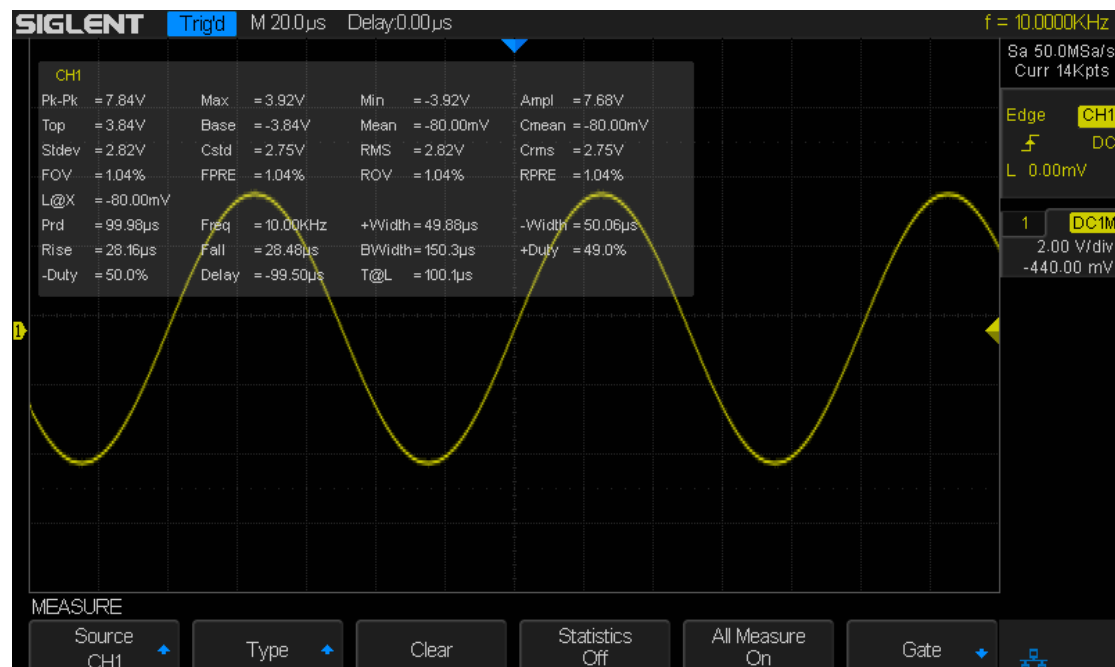 SIGLENT Trig'd M 20.0µs Delay:0.00µs f = 10.0000KHz
Sa 50.0MSa/s
Curr 14Kpts
CH1
Pk-Pk =7.84V Max =3.92V Min =-3.92V Ampl =7.68V
Top =3.84V Base =-3.84V Mean =-80.00mV Cmean =-80.00mV
Stdev =2.82V Cstd =2.75V RMS =2.82V Crms =2.75V
FOV =1.04% FPRE =1.04% ROV =1.04% RPRE =1.04%
L@X =-80.00mV
Prd =99.98µs Freq =10.00KHz +Width=49.88µs -Width=50.06µs
Rise =28.16µs Fall =28.48µs BWidth=150.3µs +Duty =49.0%
-Duty =50.0% Delay =-99.50µs T@L =100.1µs
Edge CH1
DC
L 0.00mV
1 DC1M
2.00 V/div
-440.00 mV
1
MEASURE
Source
CH1
Type
Clear
Statistics
Off
All Measure
On
Gate